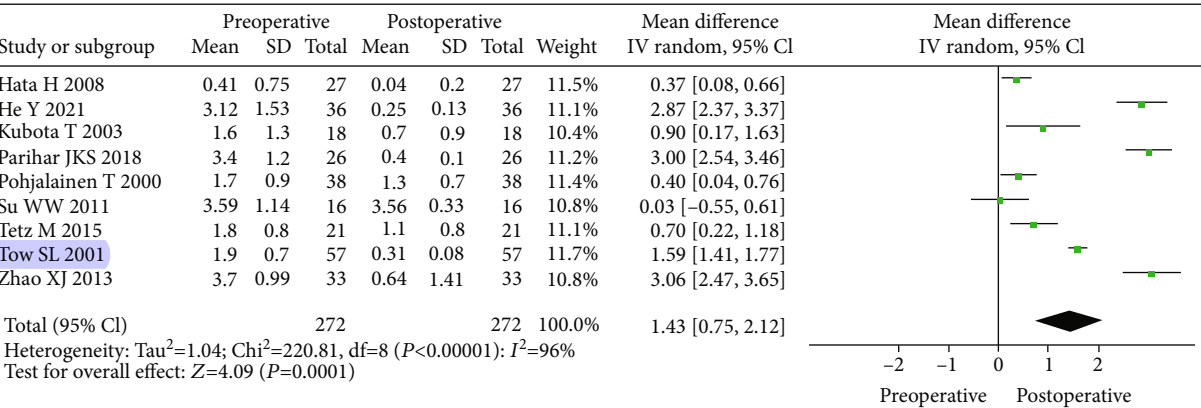 Preoperative Postoperative Mean difference Mean difference
Study or subgroup Mean SD Total Mean SD Total Weight IV random, 95% Cl IV random, 95% Cl
Hata H 2008 0.41 0.75 27 0.04 0.2 27 11.5% 0.37 [0.08, 0.66]
He Y 2021 3.12 1.53 36 0.25 0.13 36 11.1% 2.87 [2.37, 3.37]
Kubota T 2003 1.6 1.3 18 0.7 0.9 18 10.4% 0.90 [0.17, 1.63]
Parihar JKS 2018 3.4 1.2 26 0.4 0.1 26 11.2% 3.00 [2.54, 3.46]
Pohjalainen T 2000 1.7 0.9 38 1.3 0.7 38 11.4% 0.40 [0.04, 0.76]
Su WW 2011 3.59 1.14 16 3.56 0.33 16 10.8% 0.03 [–0.55, 0.61]
Tetz M 2015 1.8 0.8 21 1.1 0.8 21 11.1% 0.70 [0.22, 1.18]
Tow SL 2001 1.9 0.7 57 0.31 0.08 57 11.7% 1.59 [1.41, 1.77]
Zhao XJ 2013 3.7 0.99 33 0.64 1.41 33 10.8% 3.06 [2.47, 3.65]
Total (95% Cl) 272 272 100.0% 1.43 [0.75, 2.12]
Heterogeneity: Tau²=1.04; Chi²=220.81, df=8 (P<0.00001): I²=96%
Test for overall effect: Z=4.09 (P=0.0001)
–2 –1 0 1 2
Preoperative Postoperative